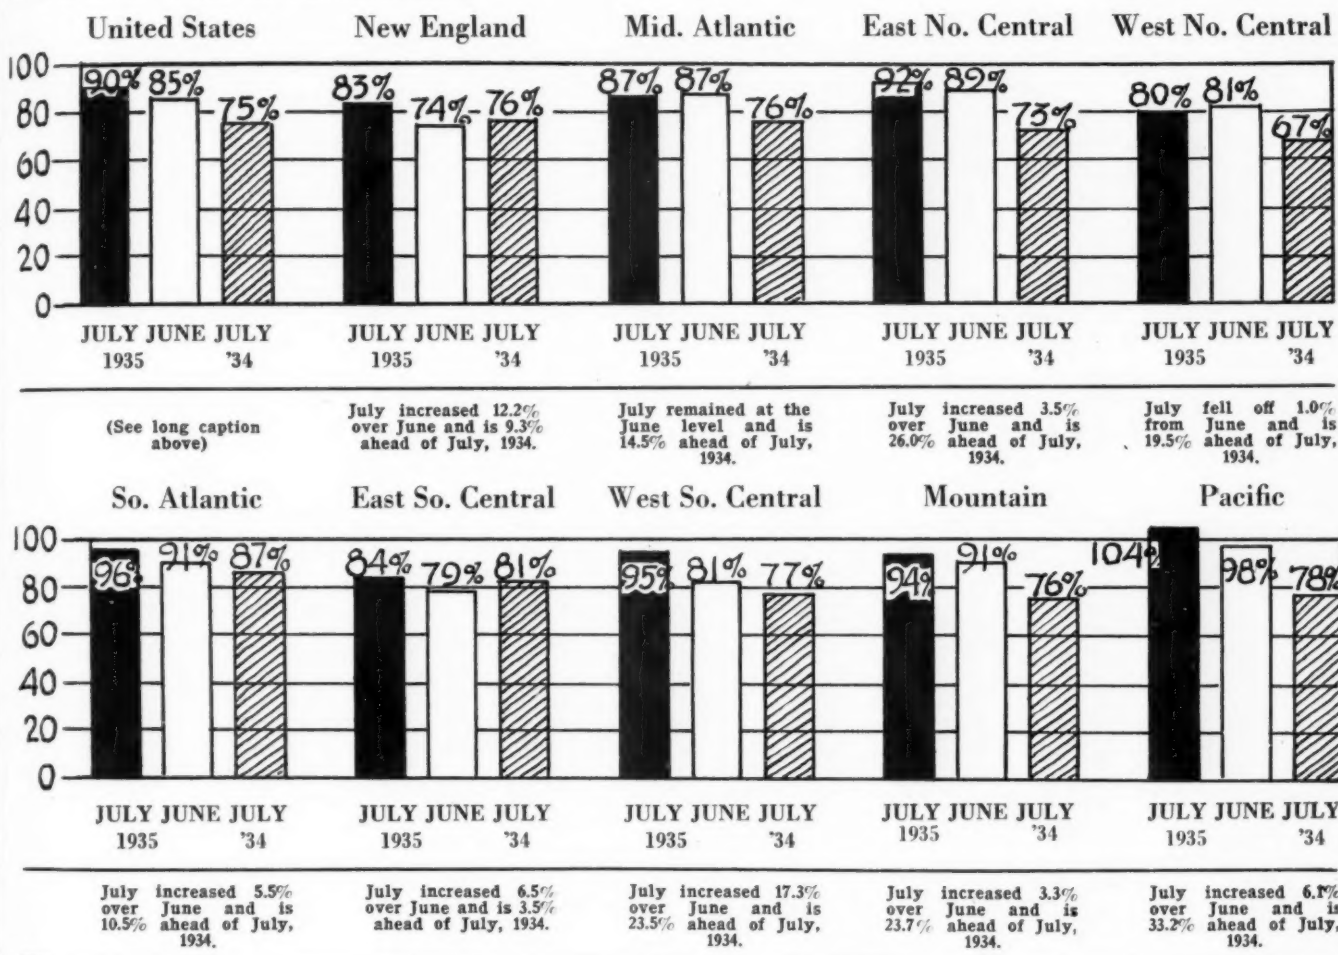 United States New England Mid. Atlantic East No. Central West No. Central
100
80
60
40
20
0
90% 85% 75% 83% 74% 76% 87% 87% 76% 92% 89% 73% 80% 81% 67%
JULY JUNE JULY JULY JUNE JULY JULY JUNE JULY JULY JUNE JULY JULY JUNE JULY
1935 '34 1935 '34 1935 '34 1935 '34 1935 '34
(See long caption
above)
July increased 12.2%
over June and is 9.3%
ahead of July, 1934.
July remained at the
June level and is
14.5% ahead of July,
1934.
July increased 3.5%
over June and is
26.0% ahead of July,
1934.
July fell off 1.0%
from June and is
19.5% ahead of July,
1934.
So. Atlantic East So. Central West So. Central Mountain Pacific
100
80
60
40
20
0
96% 91% 87% 84% 79% 81% 95% 81% 77% 94% 91% 76% 104% 98% 78%
JULY JUNE JULY JULY JUNE JULY JULY JUNE JULY JULY JUNE JULY JULY JUNE JULY
1935 '34 1935 '34 1935 '34 1935 '34 1935 '34
July increased 5.5%
over June and is
10.5% ahead of July,
1934.
July increased 6.5%
over June and is 3.5%
ahead of July, 1934.
July increased 17.3%
over June and is
23.5% ahead of July,
1934.
July increased 3.3%
over June and is
23.7% ahead of July,
1934.
July increased 6.1%
over June and is
33.2% ahead of July,
1934.